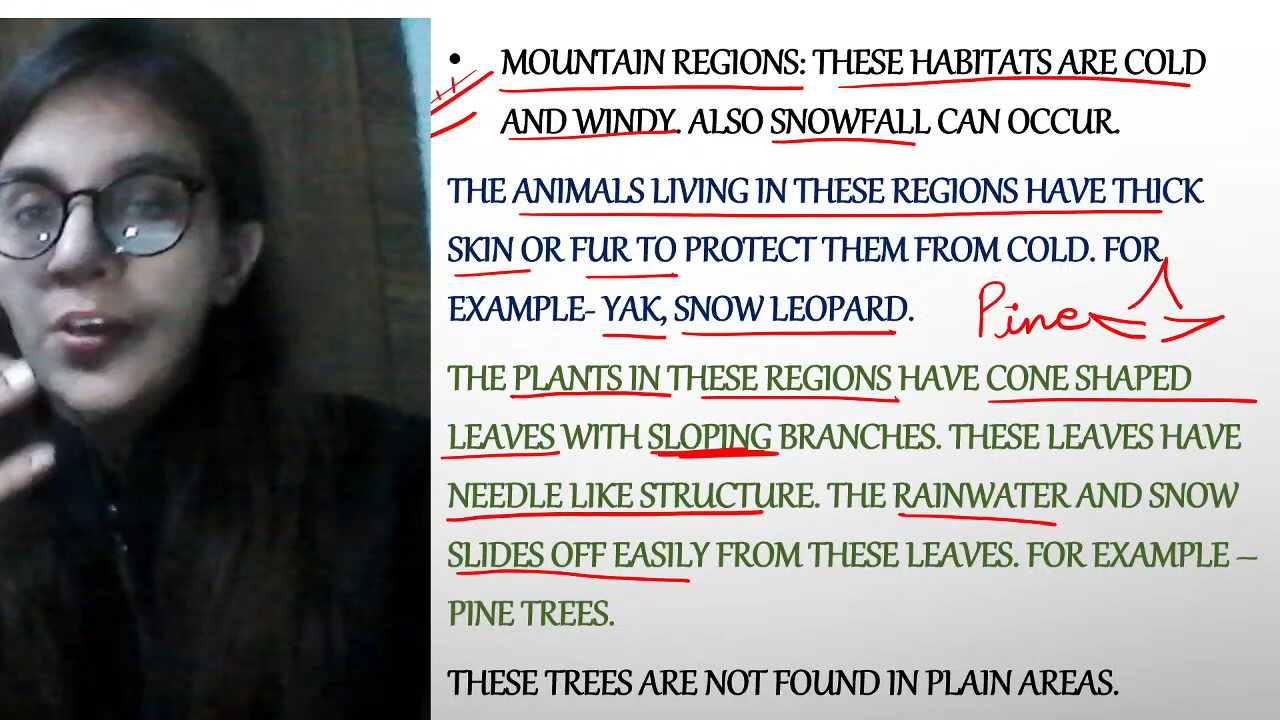 • MOUNTAIN REGIONS: THESE HABITATS ARE COLD
AND WINDY. ALSO SNOWFALL CAN OCCUR.
THE ANIMALS LIVING IN THESE REGIONS HAVE THICK
SKIN OR FUR TO PROTECT THEM FROM COLD. FOR
EXAMPLE- YAK, SNOW LEOPARD.
Pine
THE PLANTS IN THESE REGIONS HAVE CONE SHAPED
LEAVES WITH SLOPING BRANCHES. THESE LEAVES HAVE
NEEDLE LIKE STRUCTURE. THE RAINWATER AND SNOW
SLIDES OFF EASILY FROM THESE LEAVES. FOR EXAMPLE –
PINE TREES.
THESE TREES ARE NOT FOUND IN PLAIN AREAS.